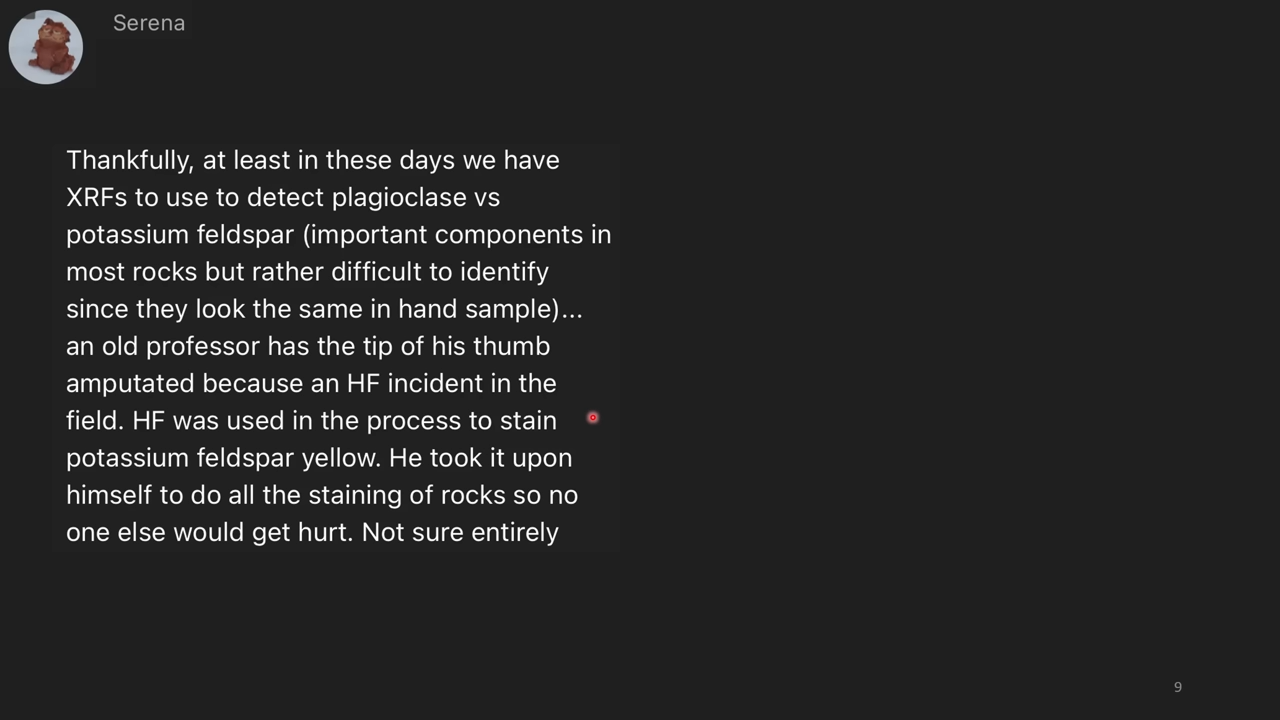 Serena
Thankfully, at least in these days we have
XRFs to use to detect plagioclase vs
potassium feldspar (important components in
most rocks but rather difficult to identify
since they look the same in hand sample)...
an old professor has the tip of his thumb
amputated because an HF incident in the
field. HF was used in the process to stain
potassium feldspar yellow. He took it upon
himself to do all the staining of rocks so no
one else would get hurt. Not sure entirely
9